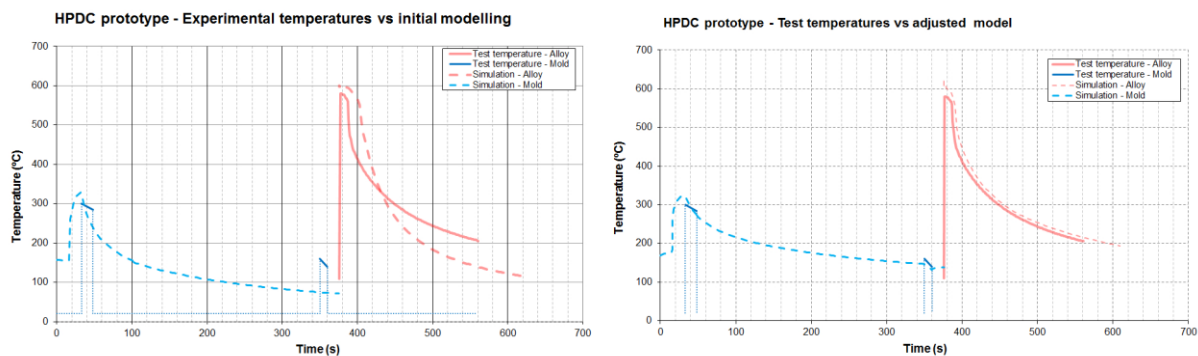 HPDC prototype - Experimental temperatures vs initial modelling
700
600
500
400
300
200
100
0
Temperature (ºC)
Test temperature - Alloy
Test temperature - Mold
Simulation - Alloy
Simulation - Mold
0 100 200 300 400 500 600 700
Time (s)
HPDC prototype - Test temperatures vs adjusted model
700
600
500
400
300
200
100
0
Temperature (ºC)
Test temperature - Alloy
Test temperature - Mold
Simulation - Alloy
Simulation - Mold
0 100 200 300 400 500 600 700
Time (s)